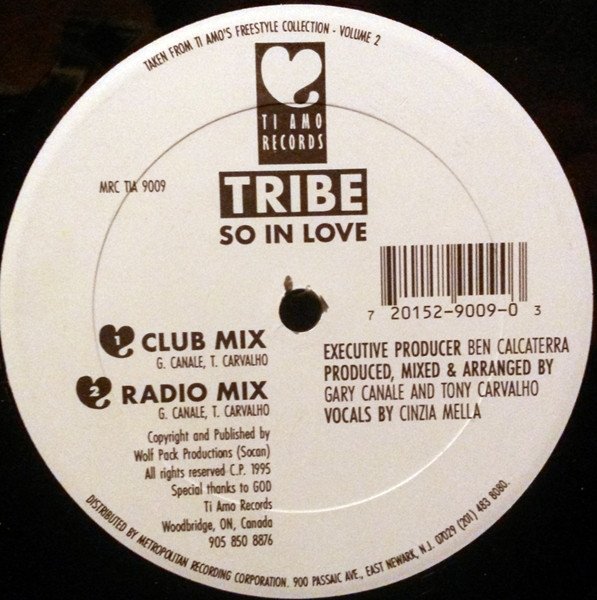 TAKEN FROM TI AMO'S FREESTYLE COLLECTION - VOLUME 2
TI AMO
RECORDS
MRC TIA 9009
TRIBE
SO IN LOVE
7 20152-9009-0 3
1 CLUB MIX
G. CANALE, T. CARVALHO
2 RADIO MIX
G. CANALE, T. CARVALHO
EXECUTIVE PRODUCER BEN CALCATERRA
PRODUCED, MIXED & ARRANGED BY
GARY CANALE AND TONY CARVALHO
VOCALS BY CINZIA MELLA
Copyright and Published by
Wolf Pack Productions (Socan)
All rights reserved C.P. 1995
Special thanks to GOD
Ti Amo Records
Woodbridge, ON, Canada
905 850 8876
DISTRIBUTED BY METROPOLITAN RECORDING CORPORATION. 900 PASSAIC AVE., EAST NEWARK, N.J. 07029 (201) 483 8080.